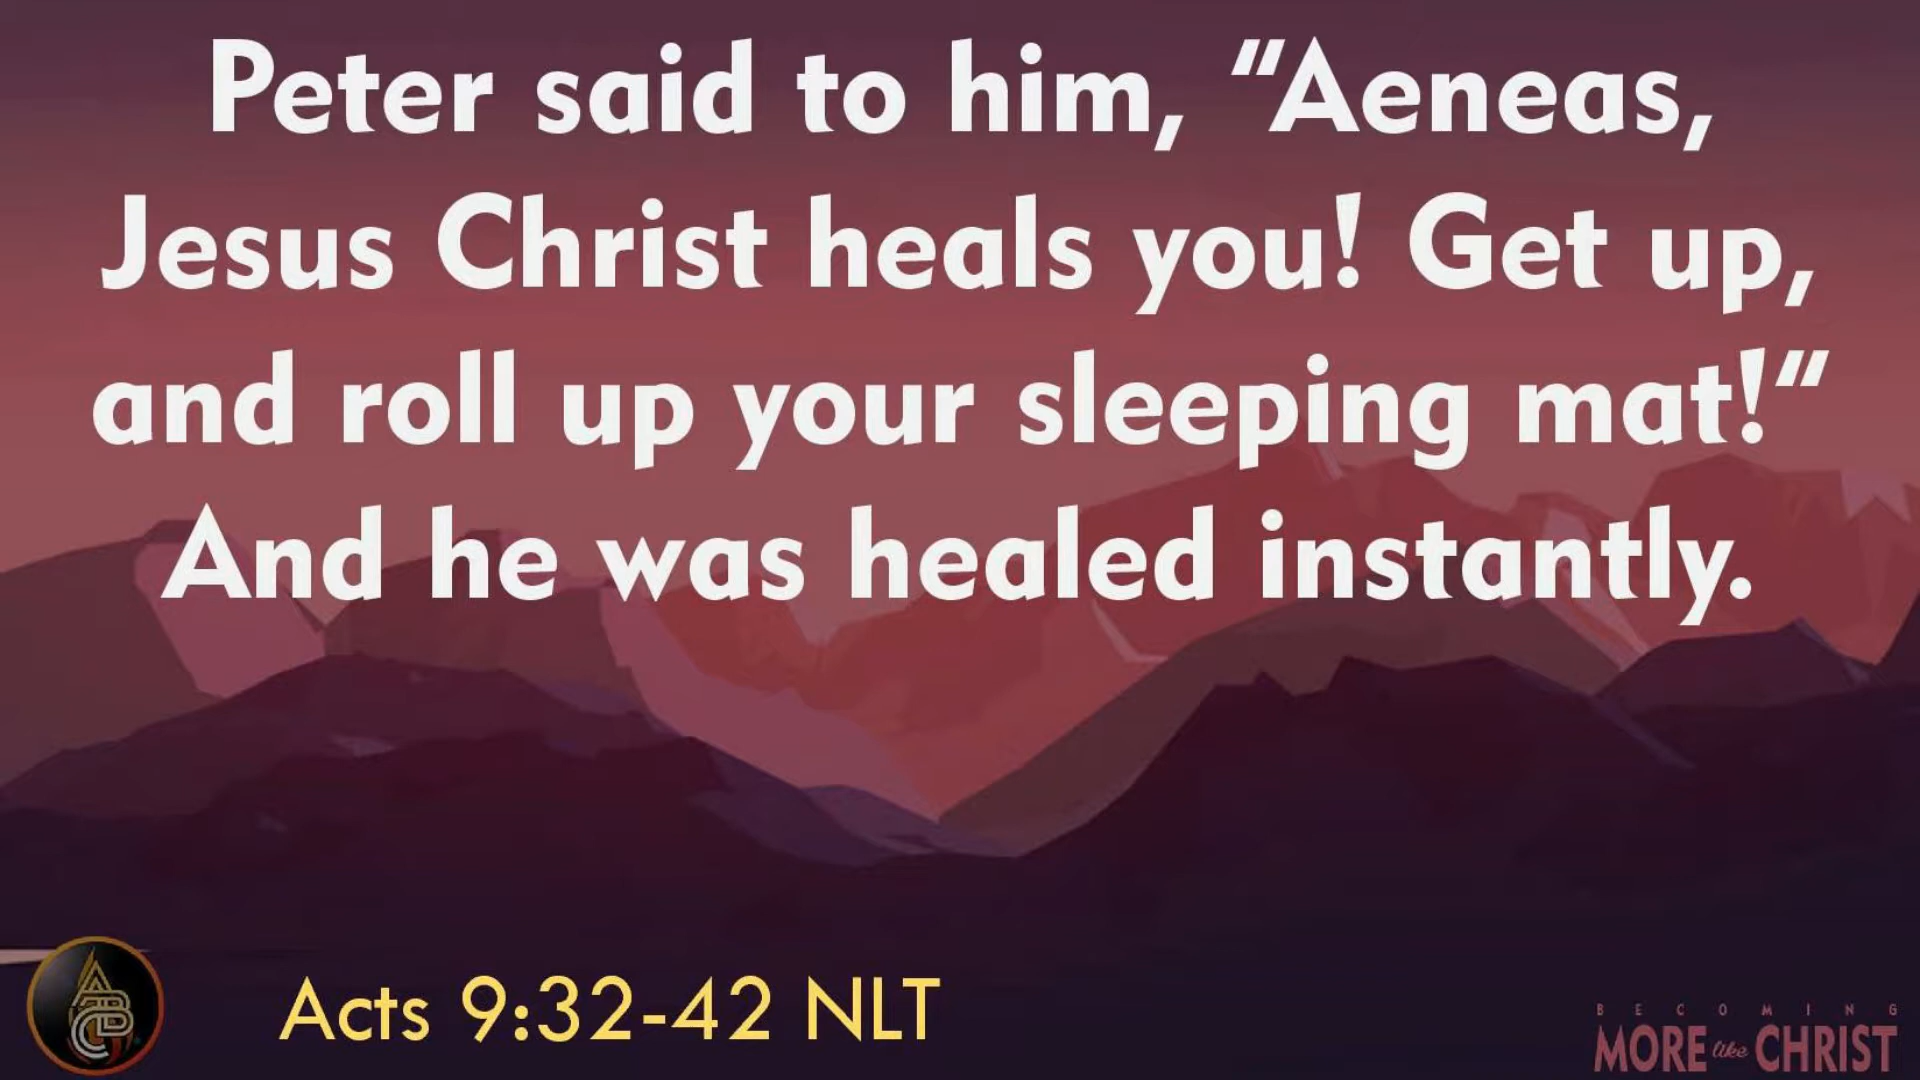 Peter said to him, “Aeneas,
Jesus Christ heals you! Get up,
and roll up your sleeping mat!“
And he was healed instantly.
Acts 9:32-42 NLT
BECOMING
MORE like CHRIST